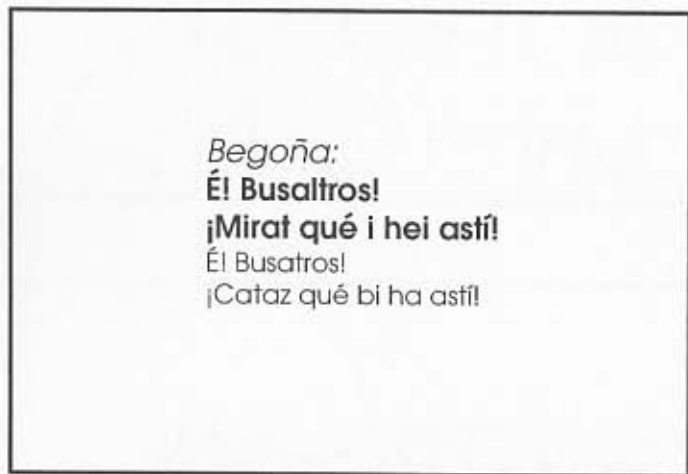 Begoña:
É! Busaltros!
¡Mirat qué i hei astí!
É! Busatros!
¡Cataz qué bi ha astí!